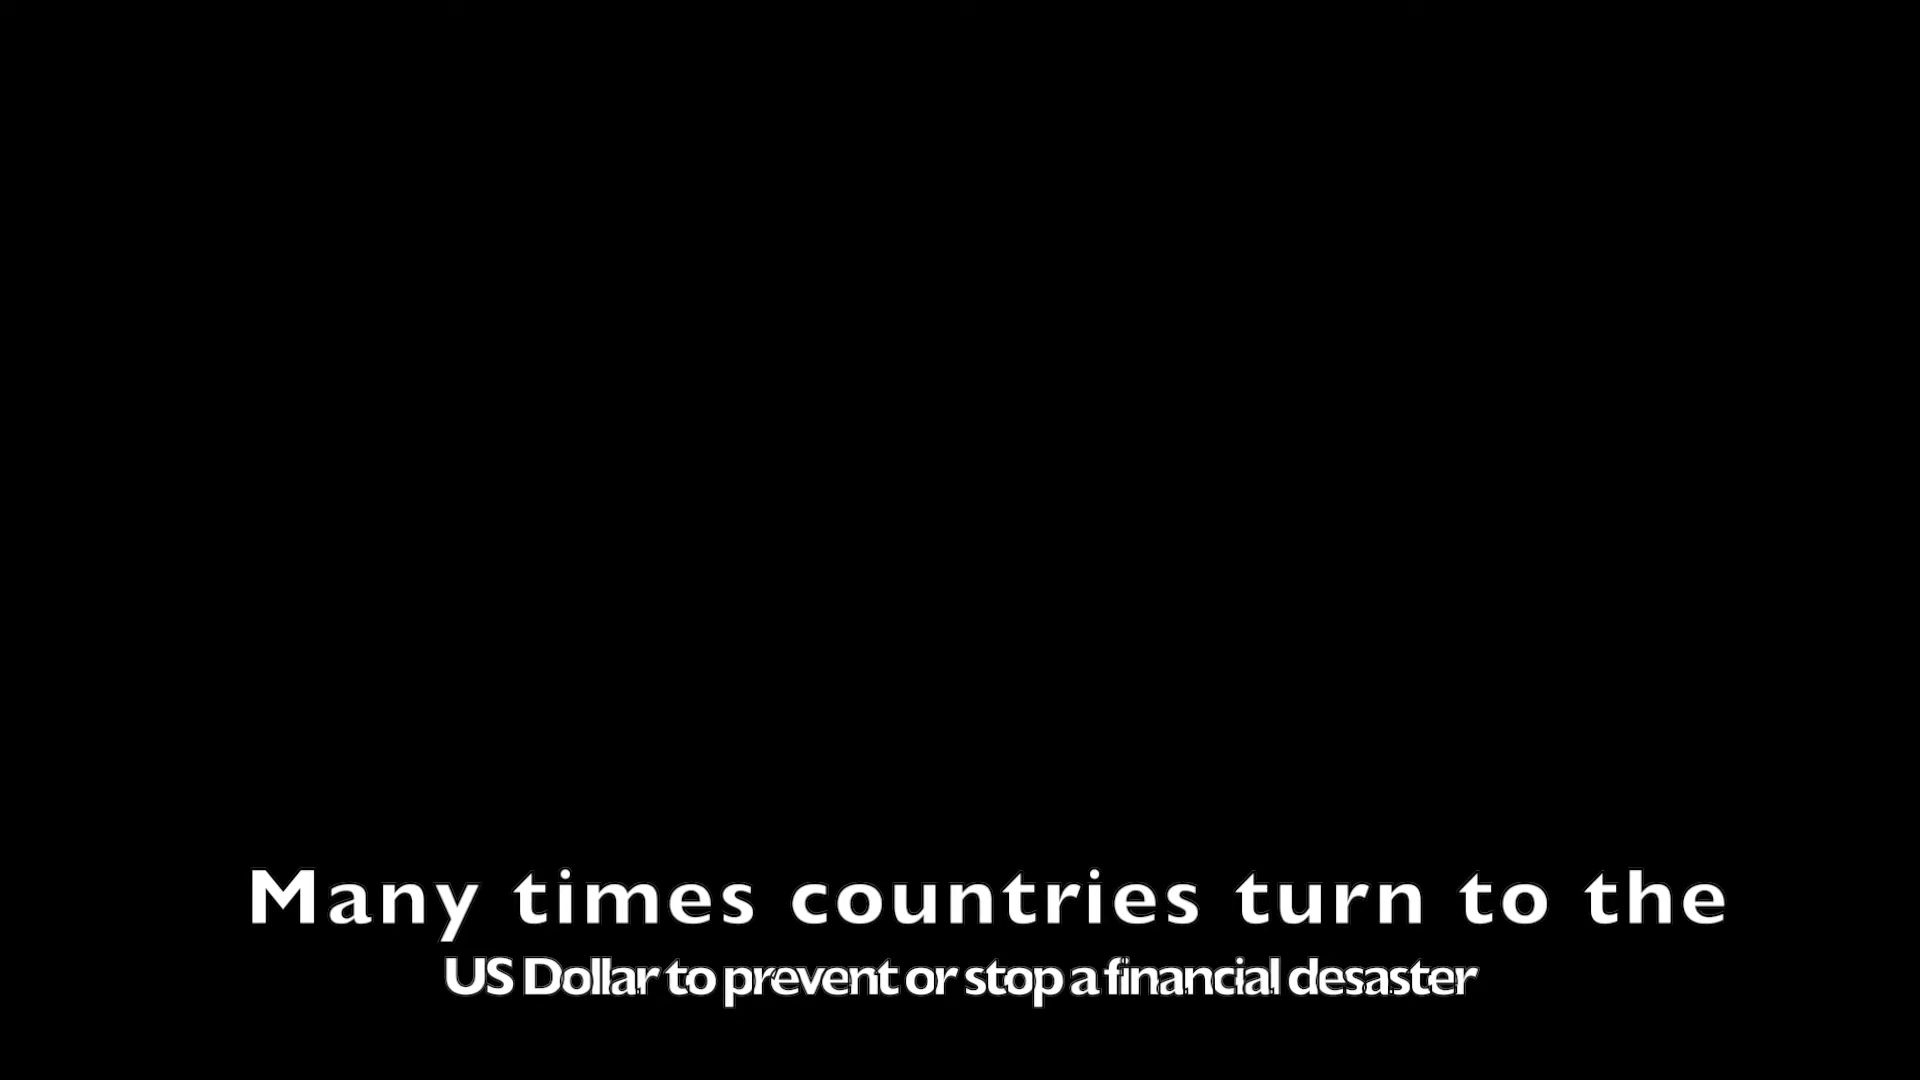 Many times countries turn to the
US Dollar to prevent or stop a financial desaster